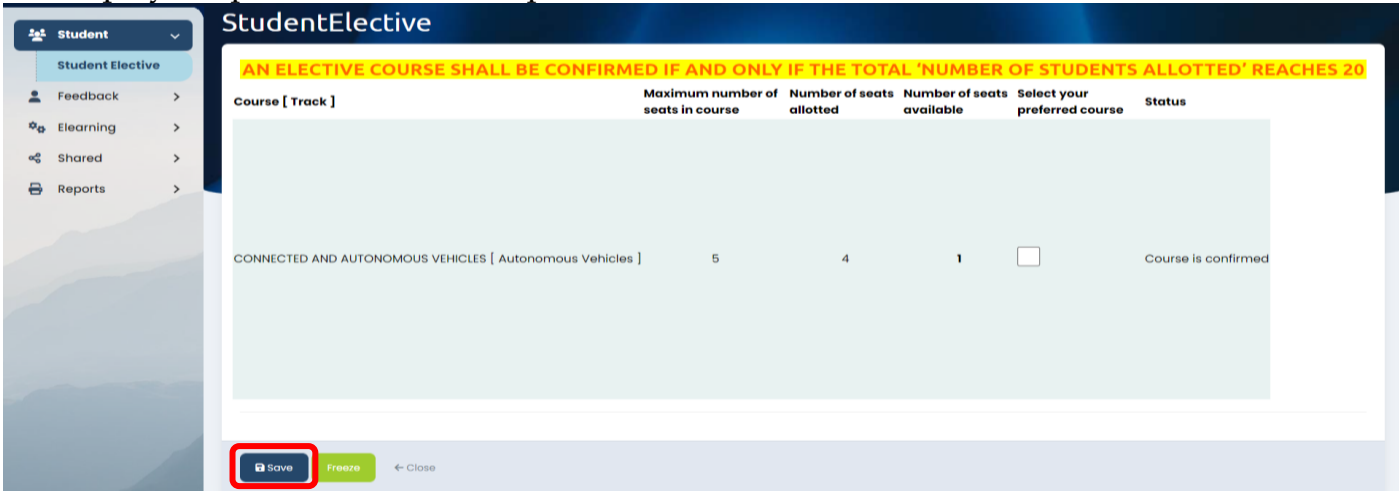 StudentElective
Student
Student Elective
Feedback
Elearning
Shared
Reports
AN ELECTIVE COURSE SHALL BE CONFIRMED IF AND ONLY IF THE TOTAL ‘NUMBER OF STUDENTS ALLOTTED’ REACHES 20
Course [ Track ] Maximum number of seats in course Number of seats allotted Number of seats available Select your preferred course Status
CONNECTED AND AUTONOMOUS VEHICLES [ Autonomous Vehicles ] 5 4 1 Course is confirmed
Save Freeze ← Close